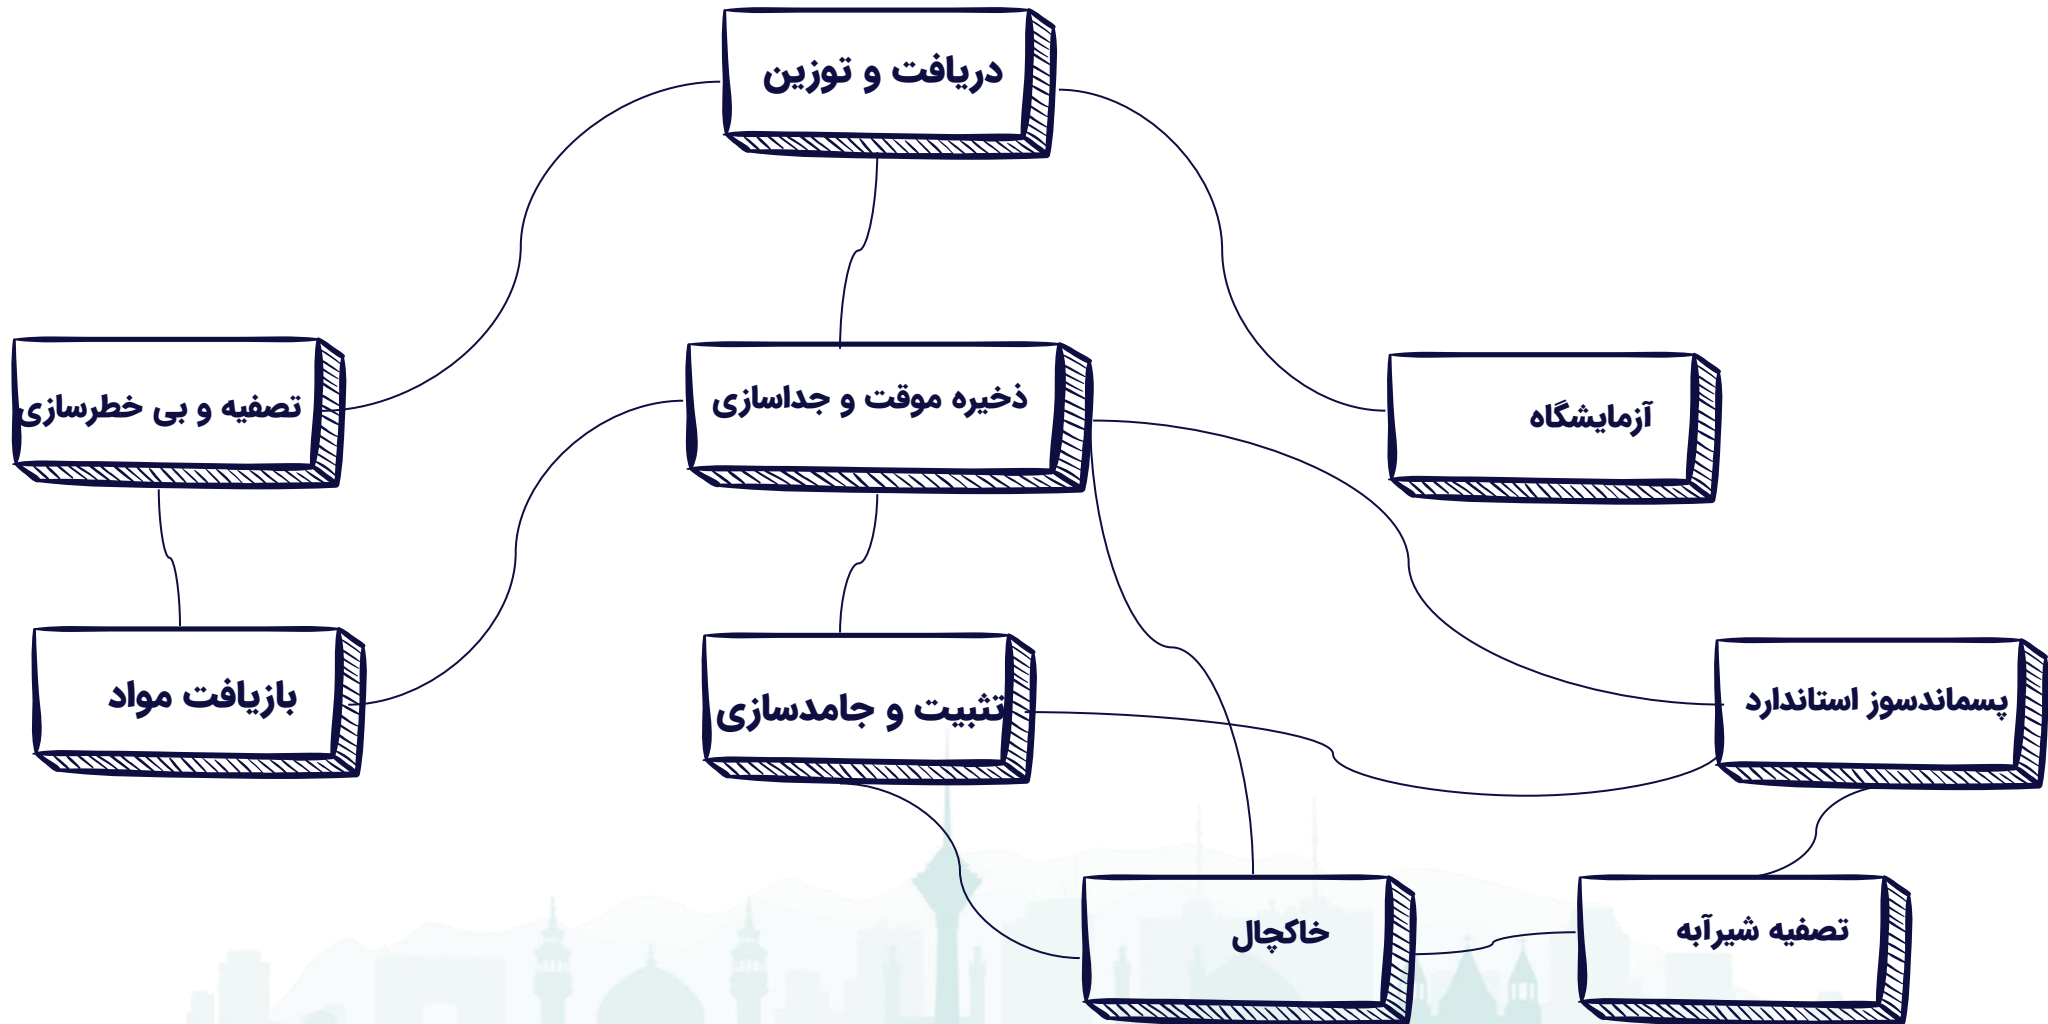 دریافت و توزین
آزمایشگاه
ذخیره موقت و جداسازی
تصفیه و بی خطرسازی
پسماندسوز استاندارد
تثبیت و جامدسازی
بازیافت مواد
تصفیه شیرآبه
خاکچال